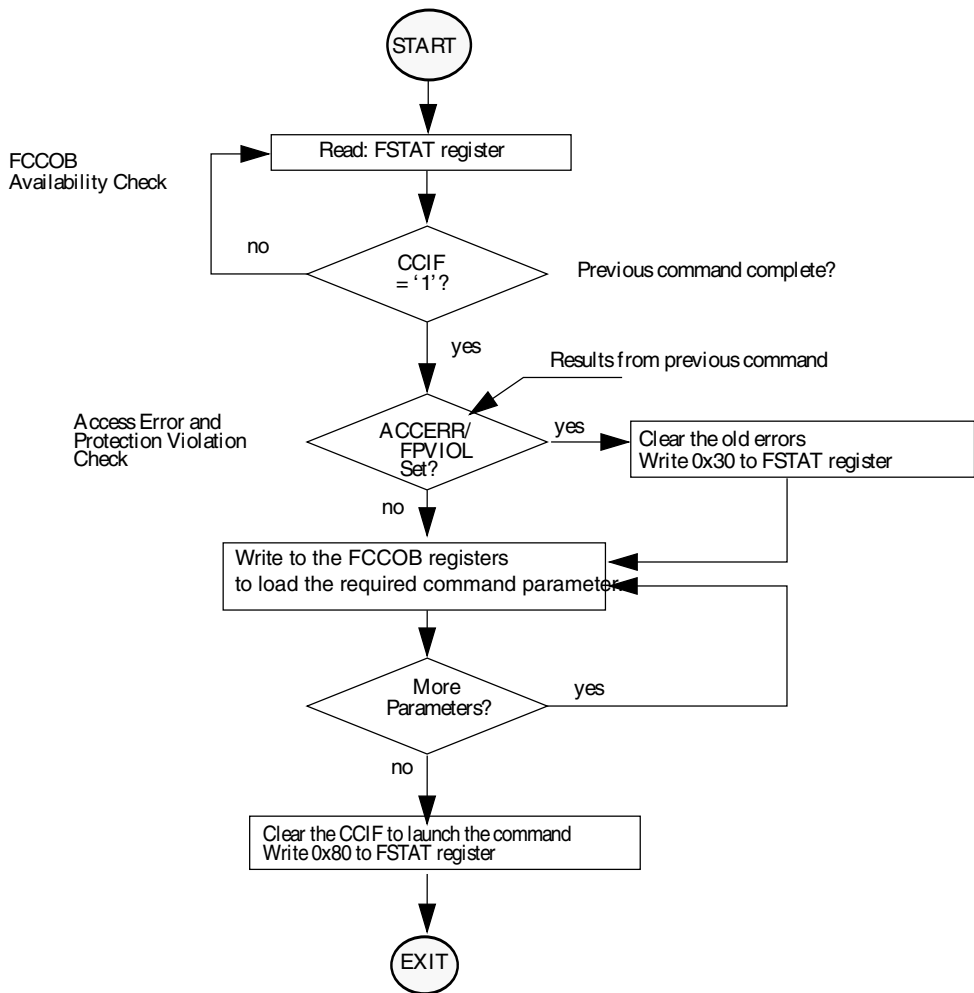 START
Read: FSTAT register
FCCOB
Availability Check
no
CCIF
= ‘1’?
Previous command complete?
yes
Results from previous command
Access Error and
Protection Violation
Check
ACCERR/
FPVIOL
Set?
yes
Clear the old errors
Write 0x30 to FSTAT register
no
Write to the FCCOB registers
to load the required command parameter.
More
Parameters?
yes
no
Clear the CCIF to launch the command
Write 0x80 to FSTAT register
EXIT